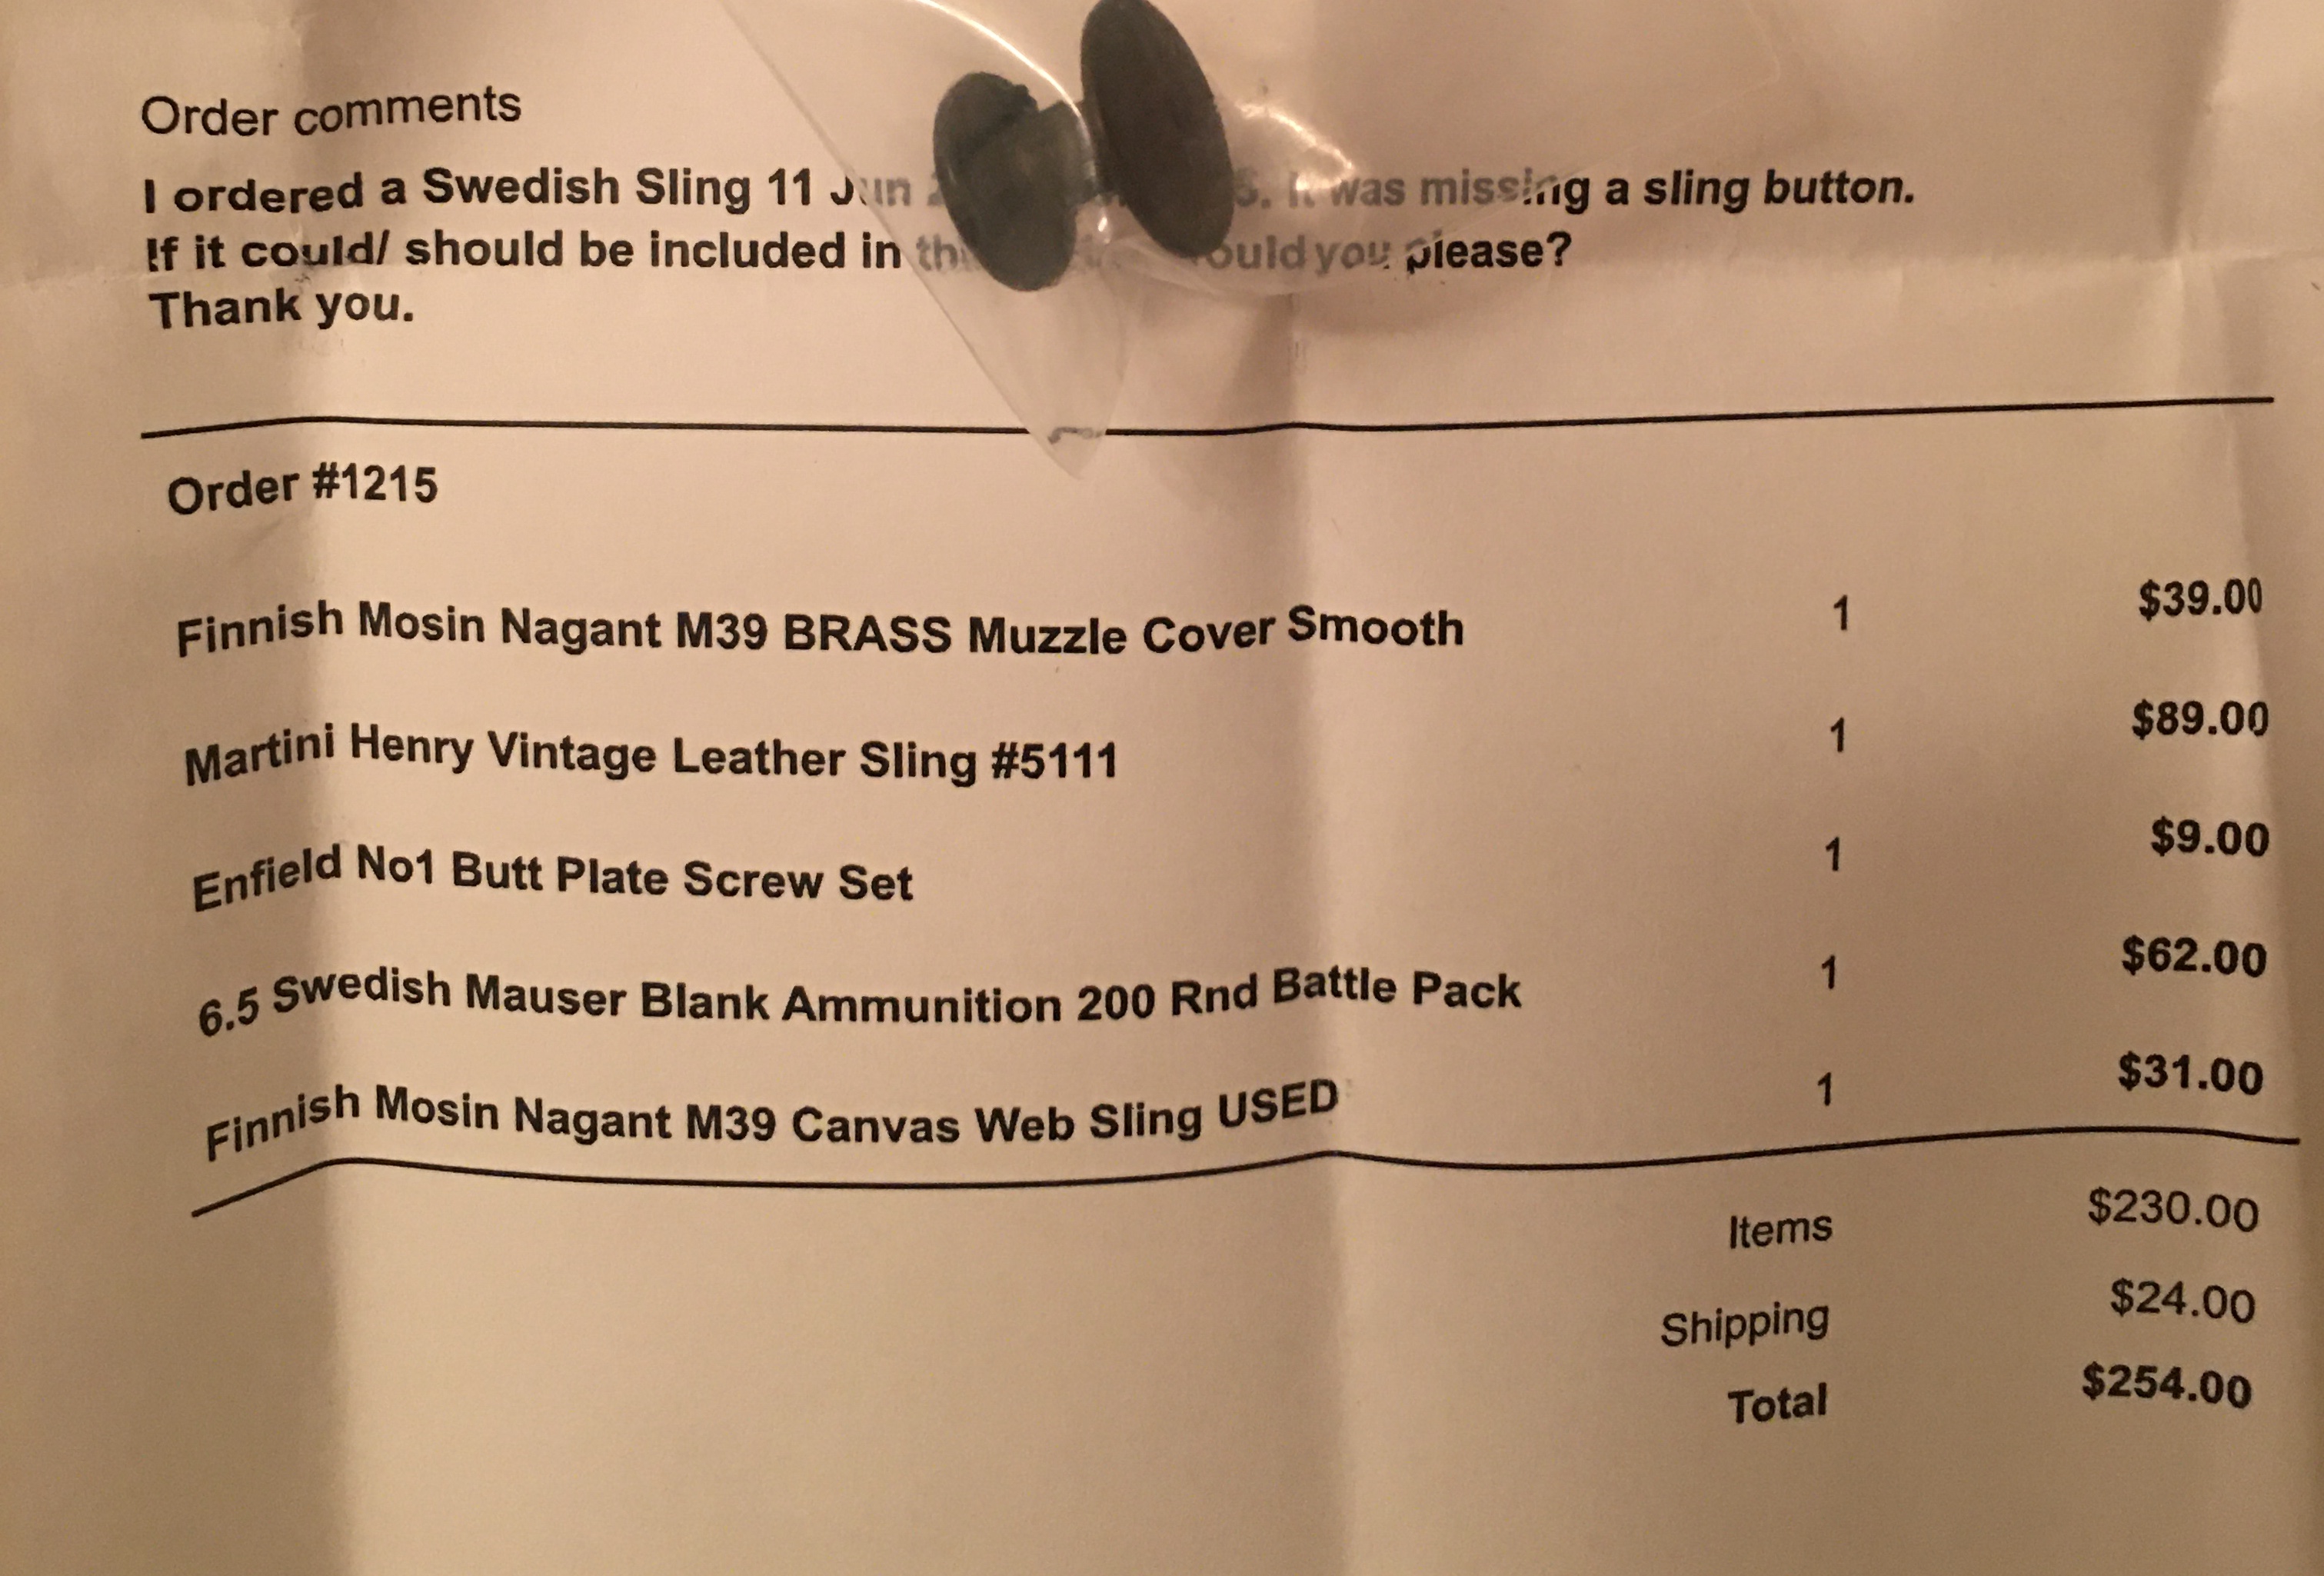 Order comments
I ordered a Swedish Sling 11 Jun was missing a sling button.
If it could/ should be included in you please?
Thank you.
Order #1215
Finnish Mosin Nagant M39 BRASS Muzzle Cover Smooth 1 $39.00
Martini Henry Vintage Leather Sling #5111 1 $89.00
Enfield No1 Butt Plate Screw Set 1 $9.00
6.5 Swedish Mauser Blank Ammunition 200 Rnd Battle Pack 1 $62.00
Finnish Mosin Nagant M39 Canvas Web Sling USED 1 $31.00
Items $230.00
Shipping $24.00
Total $254.00